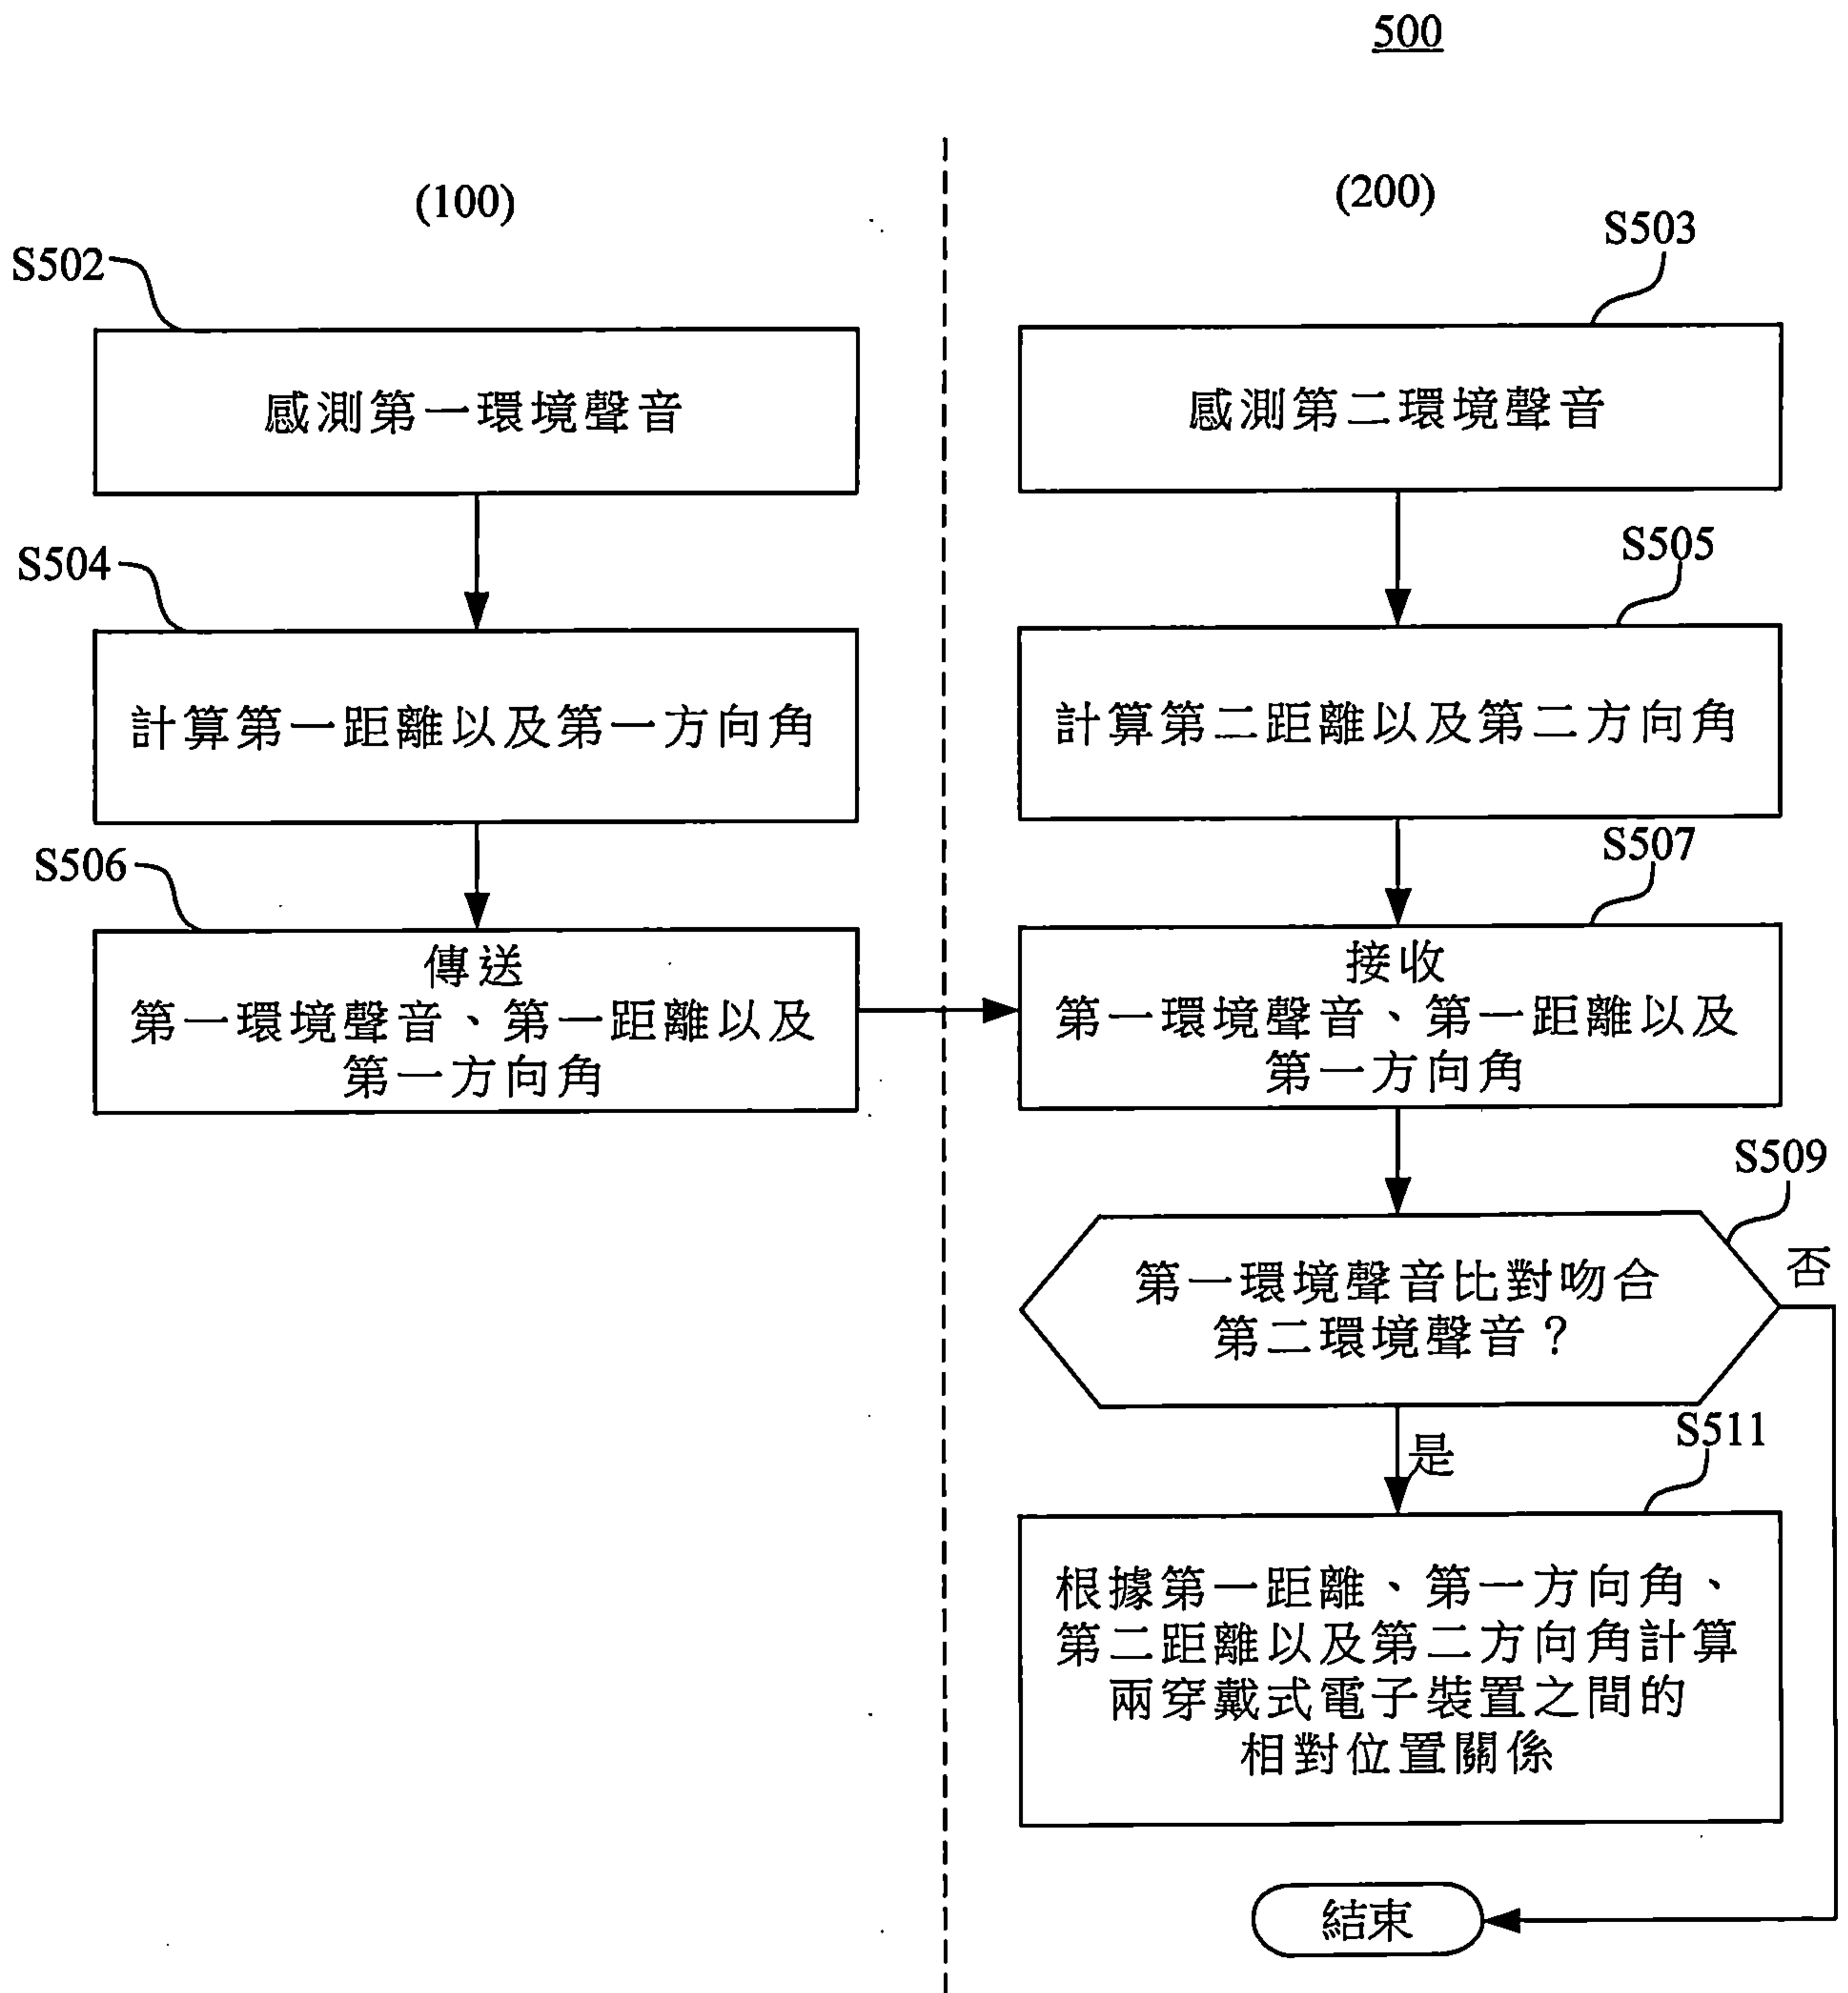 500
(100)
S502
感測第一環境聲音
S504
計算第一距離以及第一方向角
S506
傳送
第一環境聲音、第一距離以及
第一方向角
(200)
S503
感測第二環境聲音
S505
計算第二距離以及第二方向角
S507
接收
第一環境聲音、第一距離以及
第一方向角
S509
第一環境聲音比對吻合
第二環境聲音？
否
是
S511
根據第一距離、第一方向角、
第二距離以及第二方向角計算
兩穿戴式電子裝置之間的
相對位置關係
結束